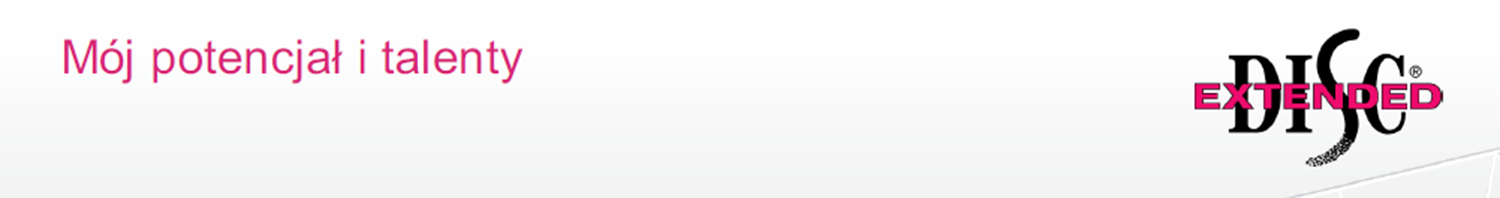 Mój potencjał i talenty
DISC®
EXTENDED